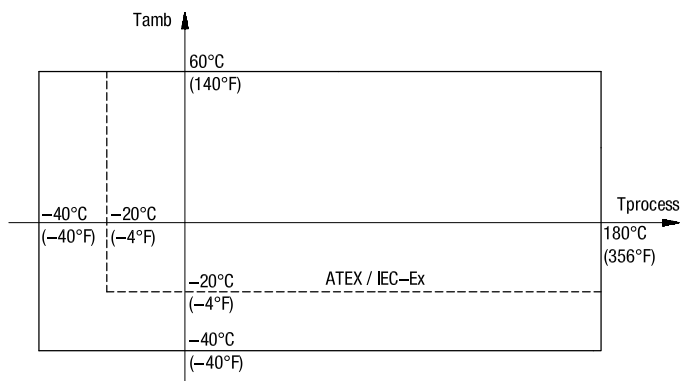 Tamb
60°C
(140°F)
Tprocess
–40°C
(–40°F)
–20°C
(–4°F)
180°C
(356°F)
–20°C
(–4°F)
ATEX / IEC–Ex
–40°C
(–40°F)